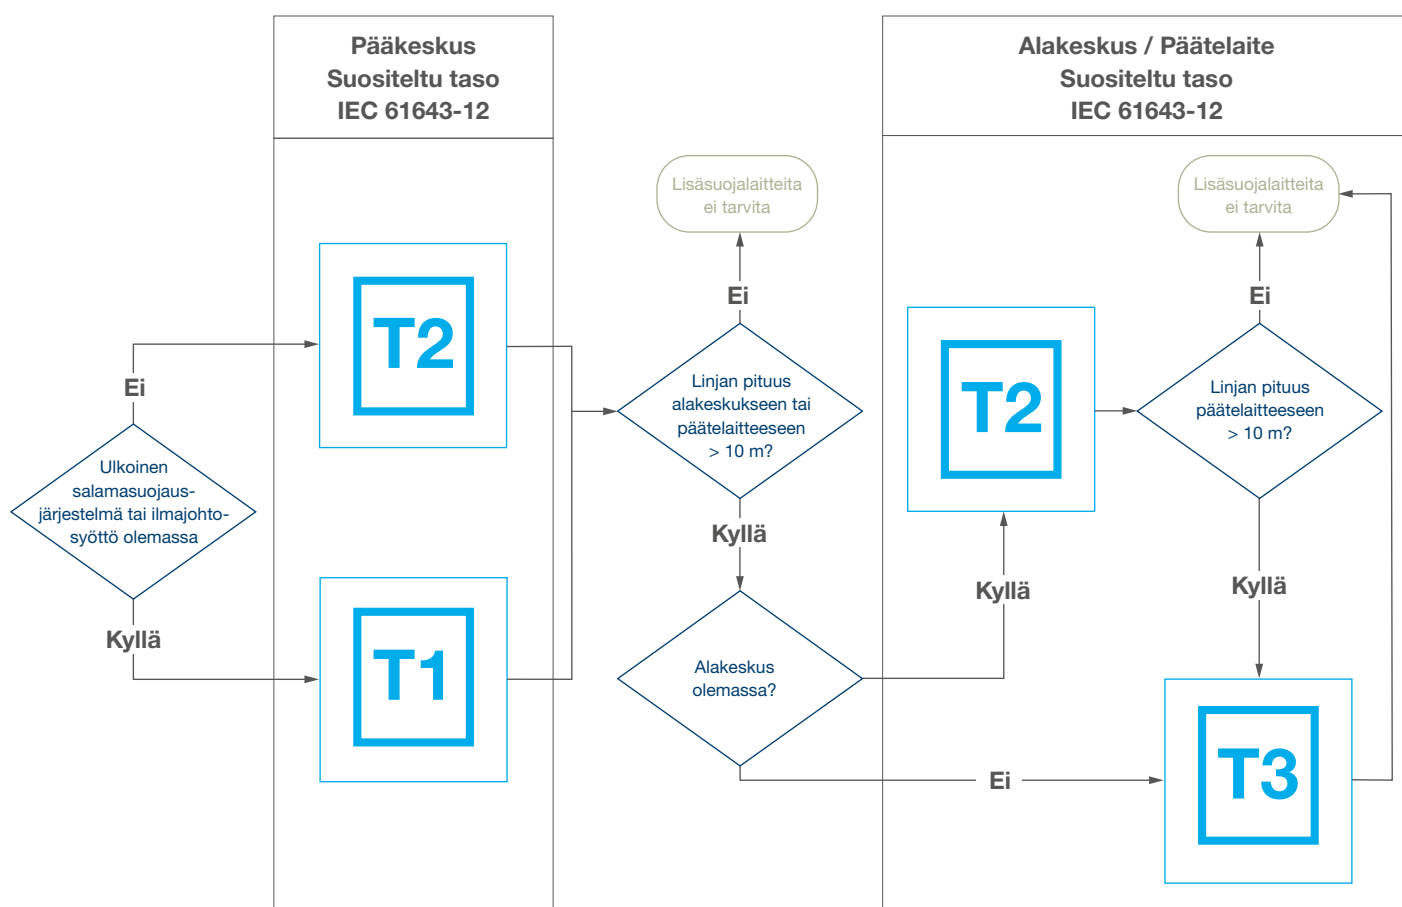 Pääkeskus
Suositeltu taso
IEC 61643-12
Alakeskus / Päätelaite
Suositeltu taso
IEC 61643-12
Lisäsuojalaitteita
ei tarvita
Lisäsuojalaitteita
ei tarvita
T2
Ei
Ei
Ei
Linjan pituus
alakeskukseen tai
päätelaitteeseen
> 10 m?
T2
Linjan pituus
päätelaitteeseen
> 10 m?
Ulkoinen
salamasuojaus-
järjestelmä tai ilmajohto-
syöttö olemassa
Kyllä
Kyllä
Kyllä
Kyllä
T1
Alakeskus
olemassa?
Ei
T3